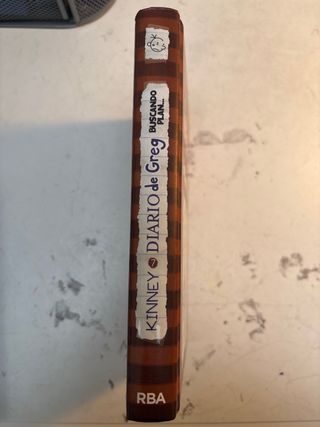 KINNEY 7 DIARIO de Greg
BUSCANDO
PLAN...
RBA